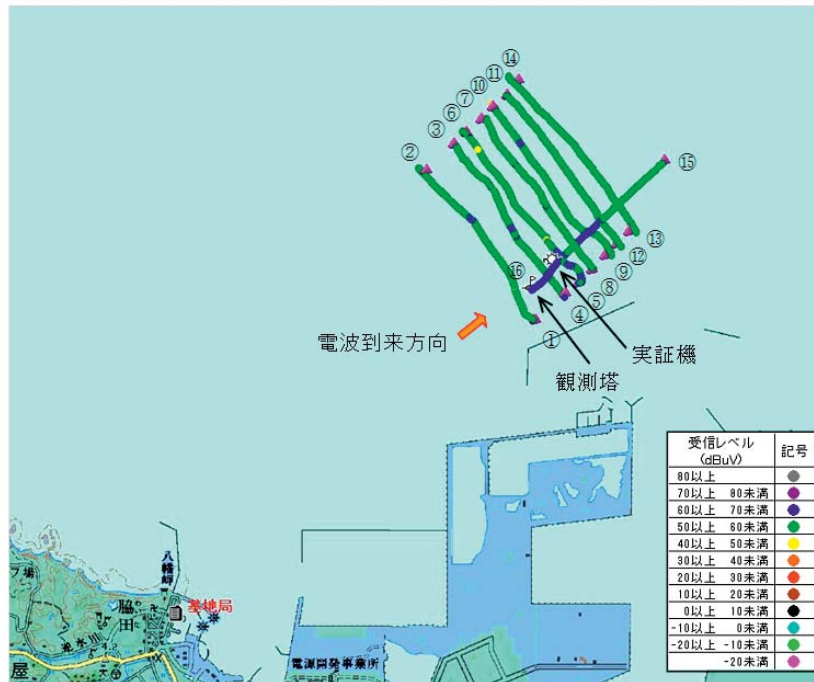 ⑭
⑪
⑩
⑦
⑥
③
②
⑮
⑬
⑫
⑨
⑧
⑤
④
⑯
①
電波到来方向
実証機
観測塔
受信レベル
(dBuV) 記号
80以上
70以上 80未満
60以上 70未満
50以上 60未満
40以上 50未満
30以上 40未満
20以上 30未満
10以上 20未満
0以上 10未満
-10以上 0未満
-20以上 -10未満
-20未満
八幡岬
フ場
脇田
基地局
屋
電源開発事業所